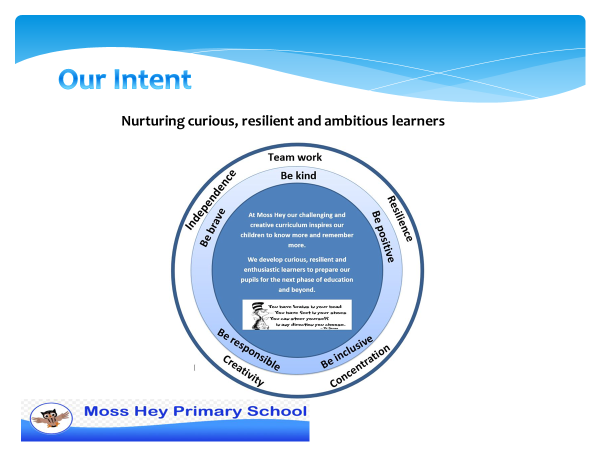 Our Intent
Nurturing curious, resilient and ambitious learners
Team work
Be kind
Independence
Be brave
Resilience
Be positive
At Moss Hey our challenging and
creative curriculum inspires our
children to know more and remember
more.
We develop curious, resilient and
enthusiastic learners to prepare our
pupils for the next phase of education
and beyond.
You have brains in your head.
You have feet in your shoes.
You can steer yourself
in any direction you choose.
Be responsible
Be inclusive
Creativity
Concentration
Moss Hey Primary School